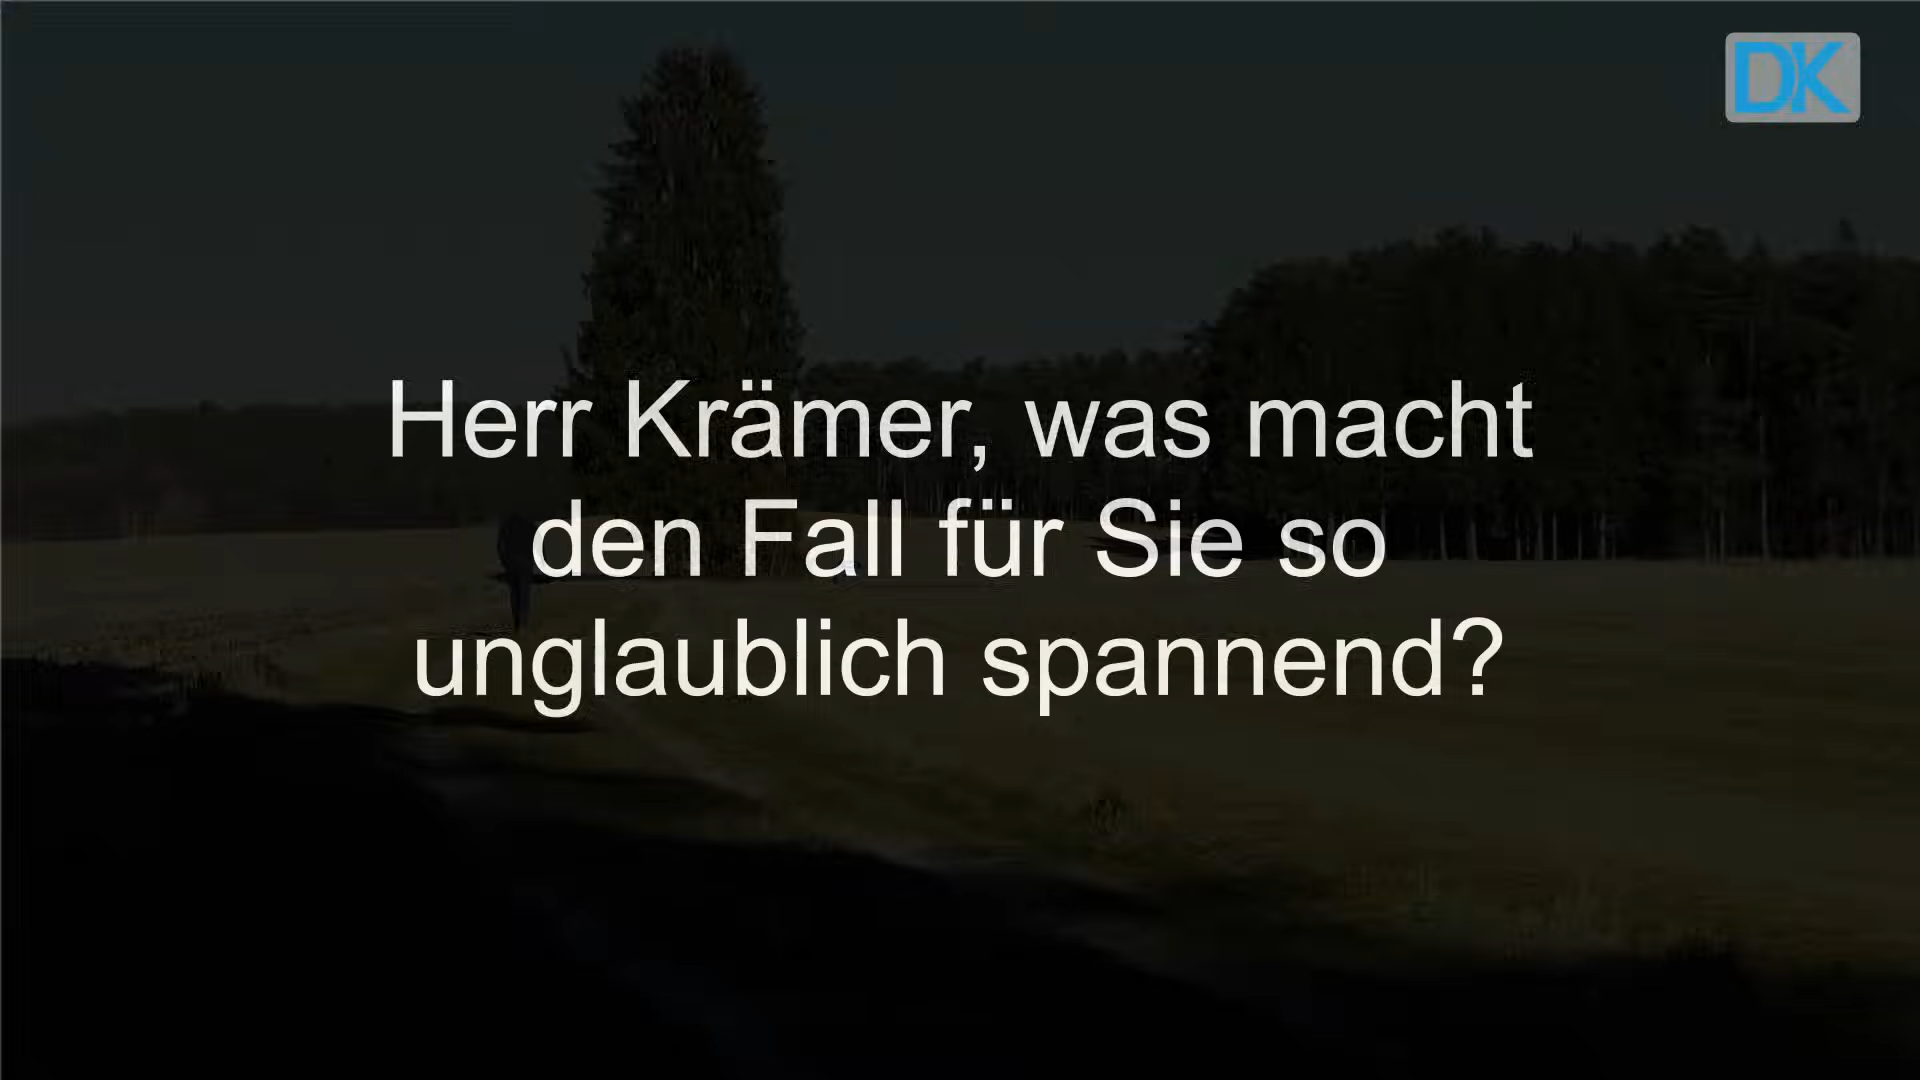 DK
Herr Krämer, was macht
den Fall für Sie so
unglaublich spannend?